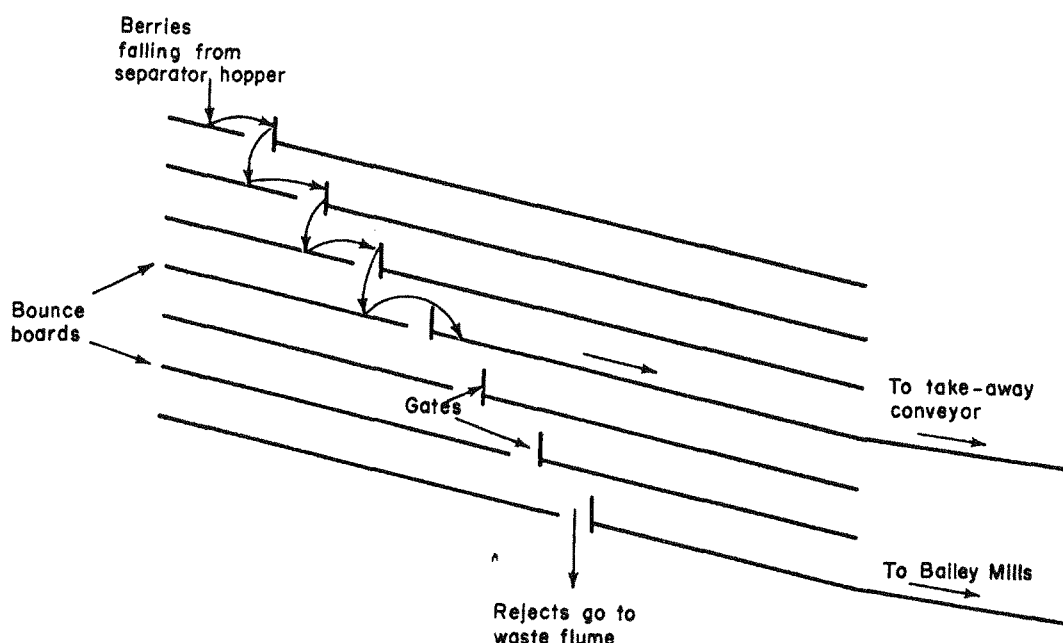 Berries
falling from
separator hopper
Bounce
boards
Gates
To take-away
conveyor
To Bailey Mills
Rejects go to
waste flume